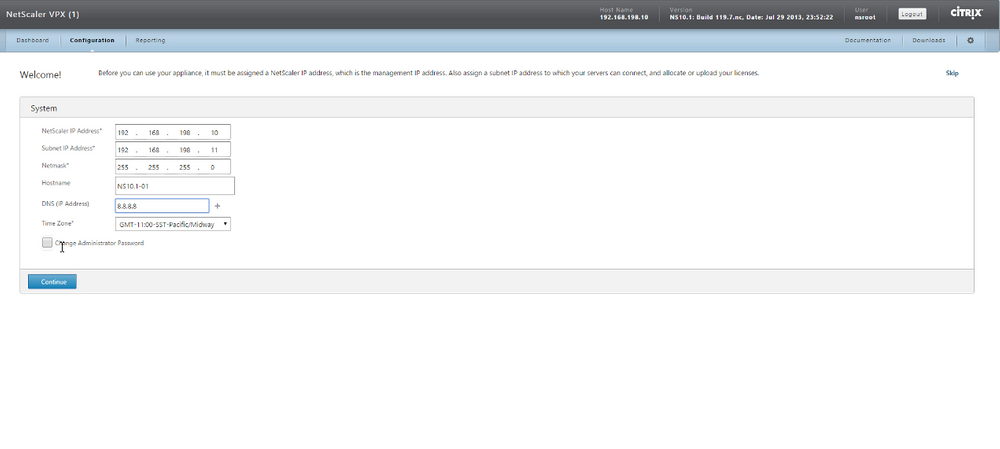 NetScaler VPX (1)
Host Name
192.168.198.10
Version
NS10.1: Build 119.7.nc, Date: Jul 29 2013, 23:52:22
User
nsroot
Logout
CITRIX
Dashboard
Configuration
Reporting
Documentation
Downloads
Welcome!
Before you can use your appliance, it must be assigned a NetScaler IP address, which is the management IP address. Also assign a subnet IP address to which your servers can connect, and allocate or upload your licenses.
Skip
System
NetScaler IP Address* 192 . 168 . 198 . 10
Subnet IP Address* 192 . 168 . 198 . 11
Netmask* 255 . 255 . 255 . 0
Hostname NS10.1-01
DNS (IP Address) 8.8.8.8 +
Time Zone* GMT-11:00-SST-Pacific/Midway
Change Administrator Password
Continue